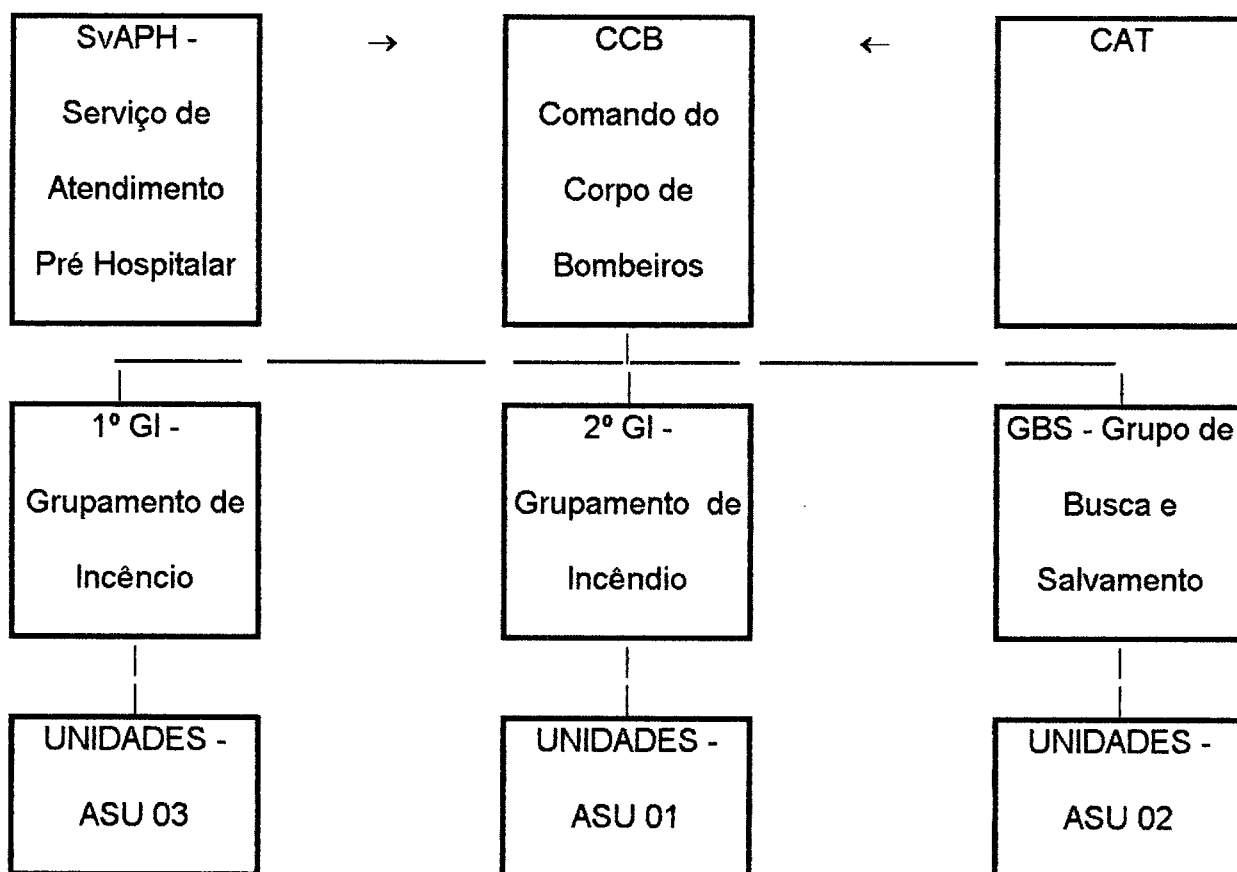 SvAPH -
Serviço de
Atendimento
Pré Hospitalar
→
CCB
Comando do
Corpo de
Bombeiros
←
CAT
1º GI -
Grupamento de
Incêncio
2º GI -
Grupamento de
Incêndio
GBS - Grupo de
Busca e
Salvamento
UNIDADES -
ASU 03
UNIDADES -
ASU 01
UNIDADES -
ASU 02